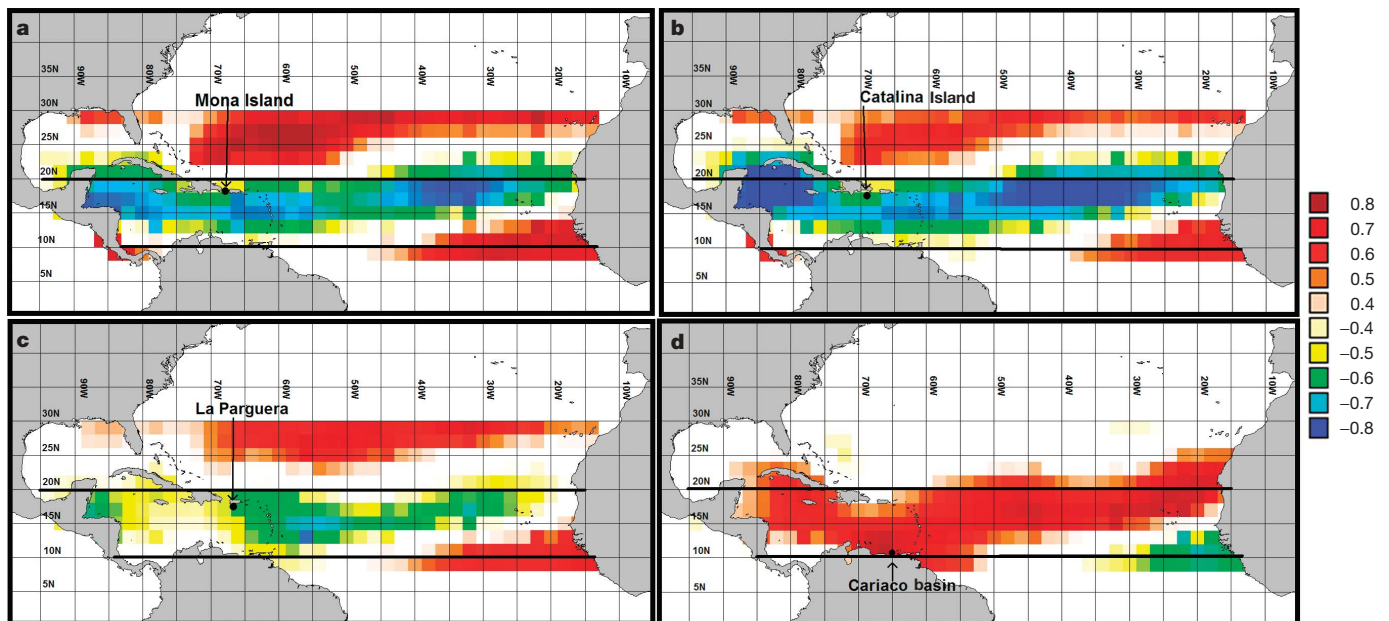 a
35N
90W
80W
70W
60W
50W
40W
30W
20W
10W
Mona Island
30N
25N
20N
15N
10N
5N
b
35N
90W
80W
70W
60W
50W
40W
30W
20W
10W
Catalina Island
30N
25N
20N
15N
10N
5N
c
35N
90W
80W
70W
60W
50W
40W
30W
20W
10W
La Parguera
30N
25N
20N
15N
10N
5N
d
35N
90W
80W
70W
60W
50W
40W
30W
20W
10W
30N
25N
20N
15N
10N
Cariaco basin
5N
0.8
0.7
0.6
0.5
0.4
−0.4
−0.5
−0.6
−0.7
−0.8